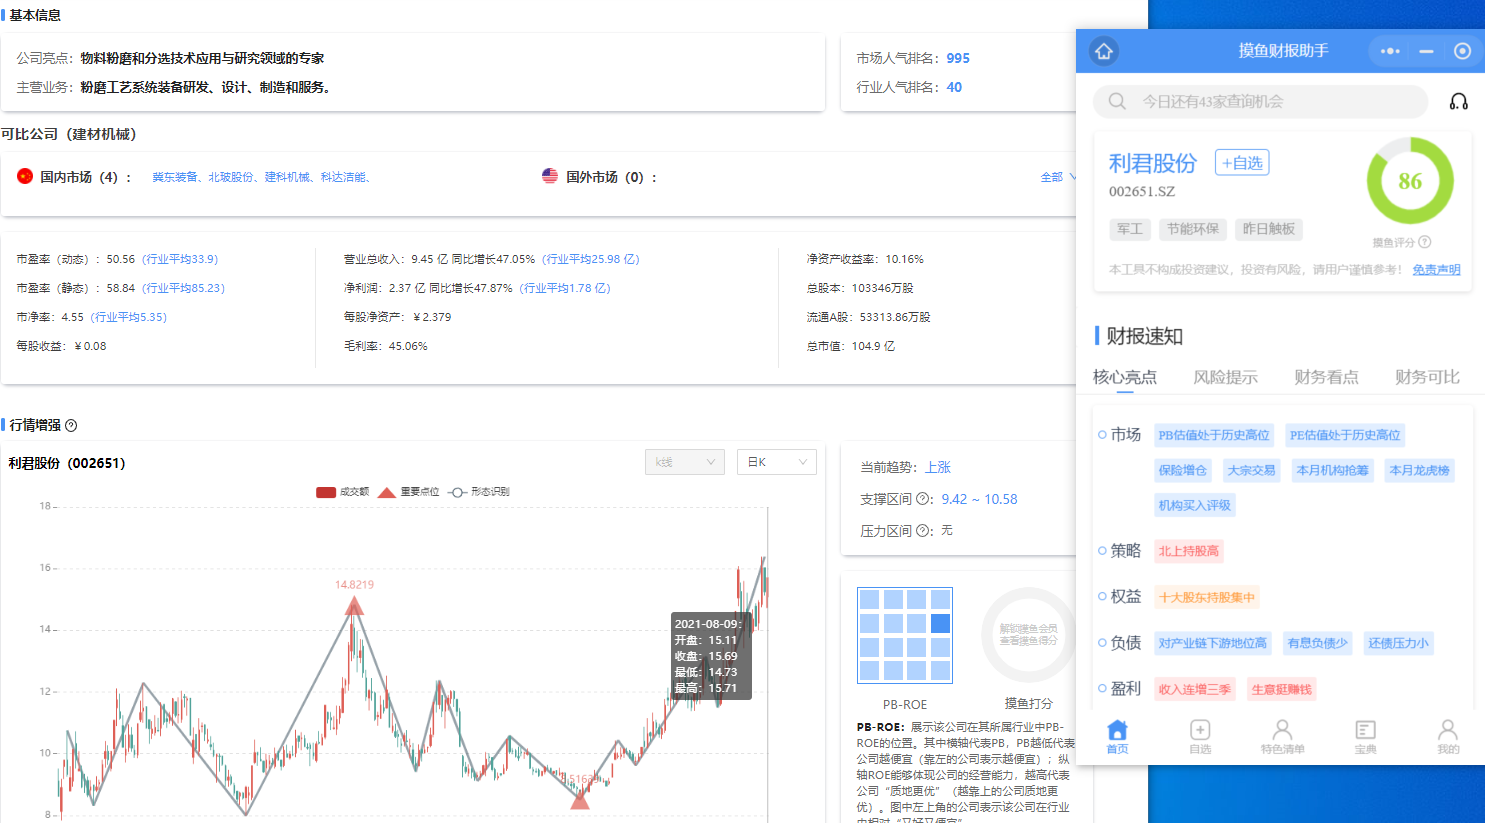 基本信息
公司亮点： 物料粉磨和分选技术应用与研究领域的专家
主营业务： 粉磨工艺系统装备研发、设计、制造和服务。
市场人气排名： 995
行业人气排名： 40
可比公司（建材机械）
国内市场（4）： 冀东装备、北玻股份、建科机械、科达洁能、
国外市场（0）：
全部
市盈率（动态）：50.56 (行业平均33.9)
市盈率（静态）：58.84 (行业平均85.23)
市净率：4.55 (行业平均5.35)
每股收益：￥0.08
营业总收入：9.45 亿 同比增长47.05% (行业平均25.98 亿)
净利润：2.37 亿 同比增长47.87% (行业平均1.78 亿)
每股净资产：￥2.379
毛利率：45.06%
净资产收益率：10.16%
总股本：103346万股
流通A股：53313.86万股
总市值：104.9 亿
行情增强 ?
利君股份（002651）
k线
日K
成交额 重要点位 形态识别
18
16
14
12
10
8
14.8219
2021-08-09:
开盘：15.11
收盘：15.69
最低：14.73
最高：15.71
当前趋势：上涨
支撑区间 ?：9.42 ~ 10.58
压力区间 ?：无
解锁摸鱼会员
查看摸鱼得分
PB-ROE
摸鱼打分
PB-ROE：展示该公司在其所属行业中PB-
ROE的位置。其中横轴代表PB，PB越低代表
公司越便宜（靠左的公司表示越便宜）；纵
轴ROE能够体现公司的经营能力，越高代表
公司“质地更优”（越靠上的公司质地更
优）。图中左上角的公司表示该公司在行业
中相对“又好又便宜”
摸鱼财报助手
今日还有43家查询机会
利君股份 +自选
002651.SZ
86
军工 节能环保 昨日触板
摸鱼评分 ?
本工具不构成投资建议，投资有风险，请用户谨慎参考！ 免责声明
财报速知
核心亮点 风险提示 财务看点 财务可比
市场 PB估值处于历史高位 PE估值处于历史高位
保险增仓 大宗交易 本月机构抢筹 本月龙虎榜
机构买入评级
策略 北上持股高
权益 十大股东持股集中
负债 对产业链下游地位高 有息负债少 还债压力小
盈利 收入连增三季 生意挺赚钱
首页 自选 特色清单 宝典 我的